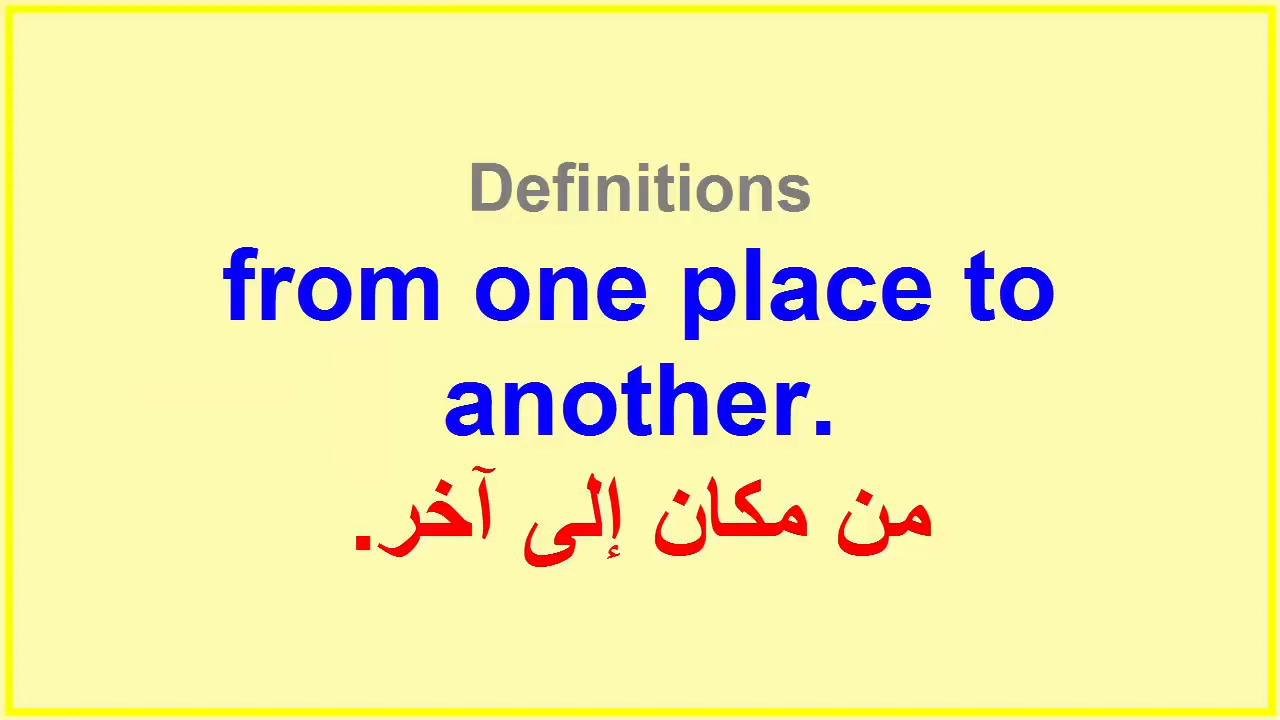 Definitions
from one place to
another.
من مكان إلى آخر.